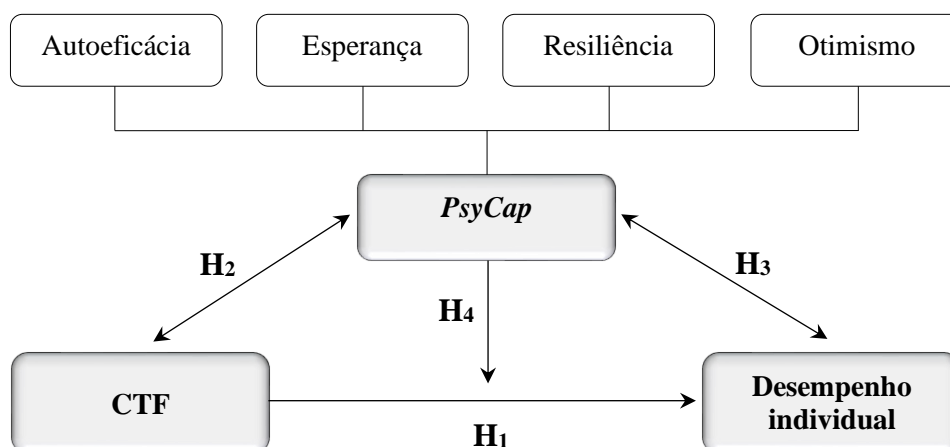 Autoeficácia
Esperança
Resiliência
Otimismo
PsyCap
H2
H3
H4
CTF
Desempenho
individual
H1